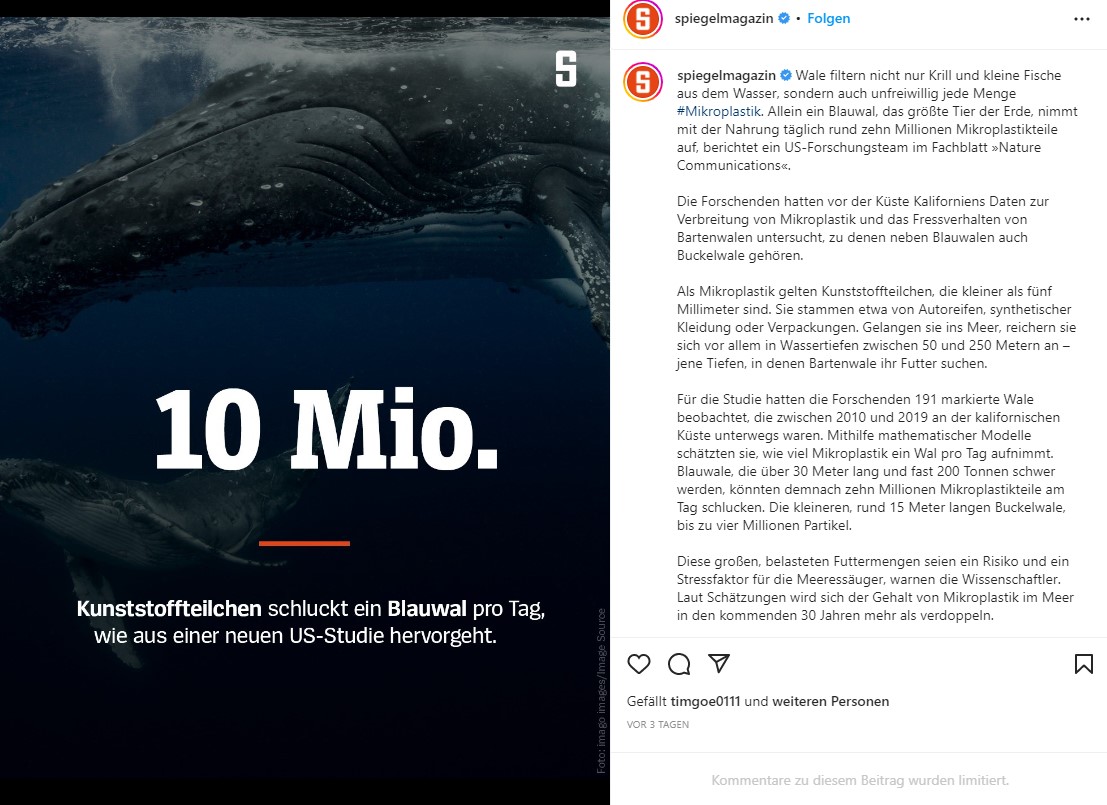 S
10 Mio.
Kunststoffteilchen schluckt ein Blauwal pro Tag,
wie aus einer neuen US-Studie hervorgeht.
Foto: imago images/Image Source
S
spiegelmagazin • Folgen
S
spiegelmagazin Wale filtern nicht nur Krill und kleine Fische
aus dem Wasser, sondern auch unfreiwillig jede Menge
#Mikroplastik. Allein ein Blauwal, das größte Tier der Erde, nimmt
mit der Nahrung täglich rund zehn Millionen Mikroplastikteile
auf, berichtet ein US-Forschungsteam im Fachblatt »Nature
Communications«.
Die Forschenden hatten vor der Küste Kaliforniens Daten zur
Verbreitung von Mikroplastik und das Fressverhalten von
Bartenwalen untersucht, zu denen neben Blauwalen auch
Buckelwale gehören.
Als Mikroplastik gelten Kunststoffteilchen, die kleiner als fünf
Millimeter sind. Sie stammen etwa von Autoreifen, synthetischer
Kleidung oder Verpackungen. Gelangen sie ins Meer, reichern sie
sich vor allem in Wassertiefen zwischen 50 und 250 Metern an –
jene Tiefen, in denen Bartenwale ihr Futter suchen.
Für die Studie hatten die Forschenden 191 markierte Wale
beobachtet, die zwischen 2010 und 2019 an der kalifornischen
Küste unterwegs waren. Mithilfe mathematischer Modelle
schätzten sie, wie viel Mikroplastik ein Wal pro Tag aufnimmt.
Blauwale, die über 30 Meter lang und fast 200 Tonnen schwer
werden, könnten demnach zehn Millionen Mikroplastikteile am
Tag schlucken. Die kleineren, rund 15 Meter langen Buckelwale,
bis zu vier Millionen Partikel.
Diese großen, belasteten Futtermengen seien ein Risiko und ein
Stressfaktor für die Meeressäuger, warnen die Wissenschaftler.
Laut Schätzungen wird sich der Gehalt von Mikroplastik im Meer
in den kommenden 30 Jahren mehr als verdoppeln.
Gefällt timgoe0111 und weiteren Personen
VOR 3 TAGEN
Kommentare zu diesem Beitrag wurden limitiert.